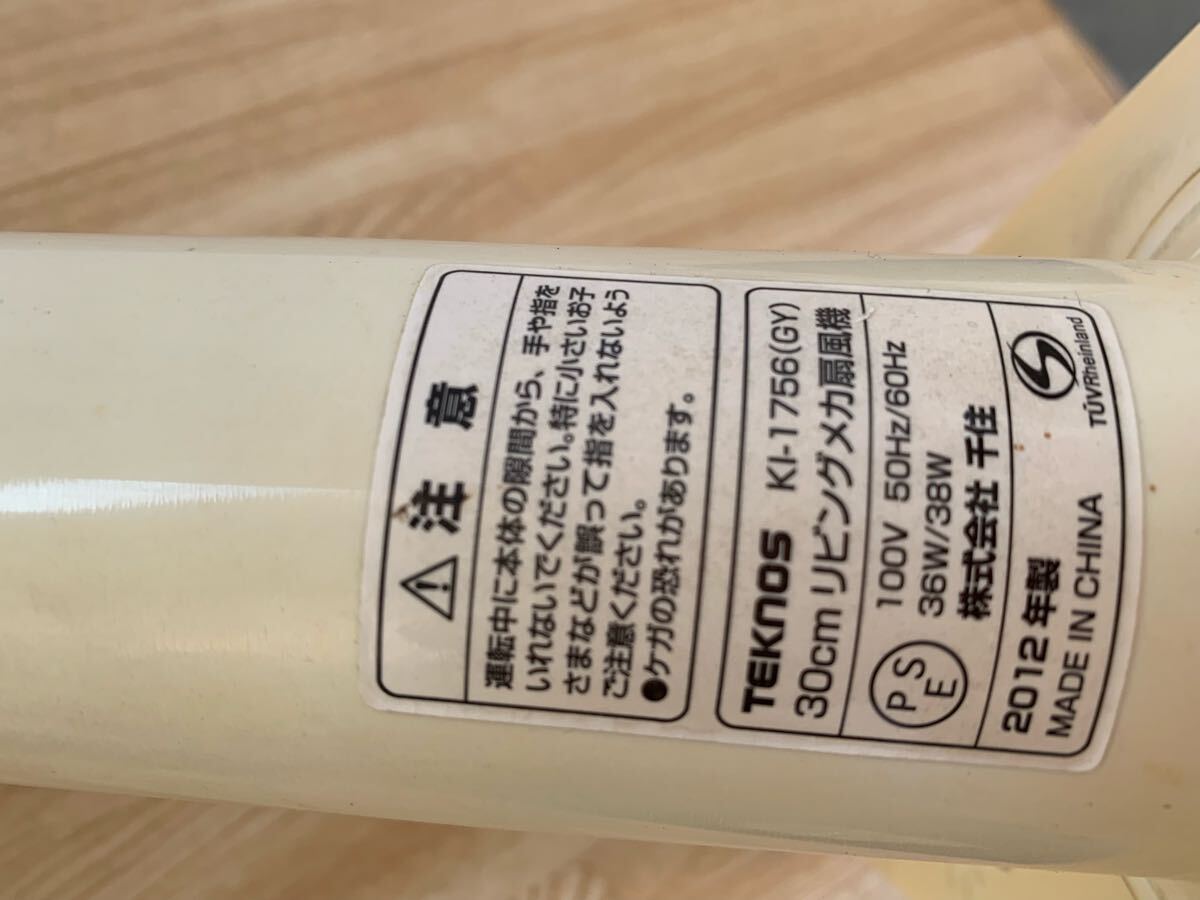 ⚠注意
運転中に本体の隙間から、手や指を
いれないでください。特に小さいお子
さまなどが誤って指を入れないよう
ご注意ください。
●ケガの恐れがあります。
TEKNOS KI-1756(GY)
30cm リビングメカ扇風機
PSE
100V 50Hz/60Hz
36W/38W
株式会社 千住
2012年製
MADE IN CHINA
S
TÜVRheinland